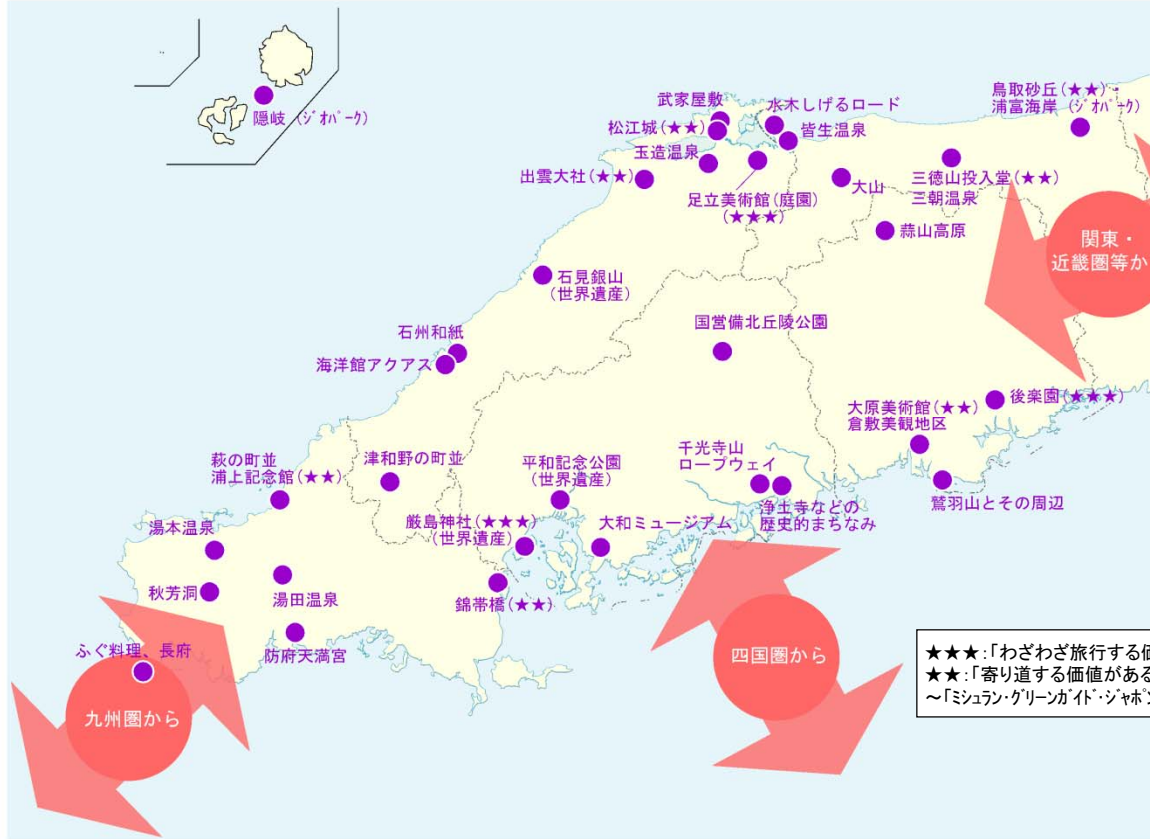 隠岐 (ｼﾞｵﾊﾟｰｸ)
武家屋敷
松江城(★★)
玉造温泉
出雲大社(★★)
水木しげるロード
皆生温泉
足立美術館(庭園)
(★★★)
大山
鳥取砂丘(★★)・
浦富海岸 (ｼﾞｵﾊﾟｰｸ)
三徳山投入堂(★★)
三朝温泉
蒜山高原
関東・
近畿圏等か
石見銀山
(世界遺産)
国営備北丘陵公園
石州和紙
海洋館アクアス
大原美術館(★★)
倉敷美観地区
後楽園(★★★)
鷲羽山とその周辺
千光寺山
ロープウェイ
浄土寺などの
歴史的まちなみ
平和記念公園
(世界遺産)
津和野の町並
萩の町並
浦上記念館(★★)
厳島神社(★★★)
(世界遺産)
大和ミュージアム
湯本温泉
秋芳洞
湯田温泉
錦帯橋(★★)
防府天満宮
ふぐ料理、長府
九州圏から
四国圏から
★★★:「わざわざ旅行する価
★★:「寄り道する価値がある
～「ﾐｼｭﾗﾝ･ｸﾞﾘｰﾝｶﾞｲﾄﾞ･ｼﾞｬﾎﾟﾝ